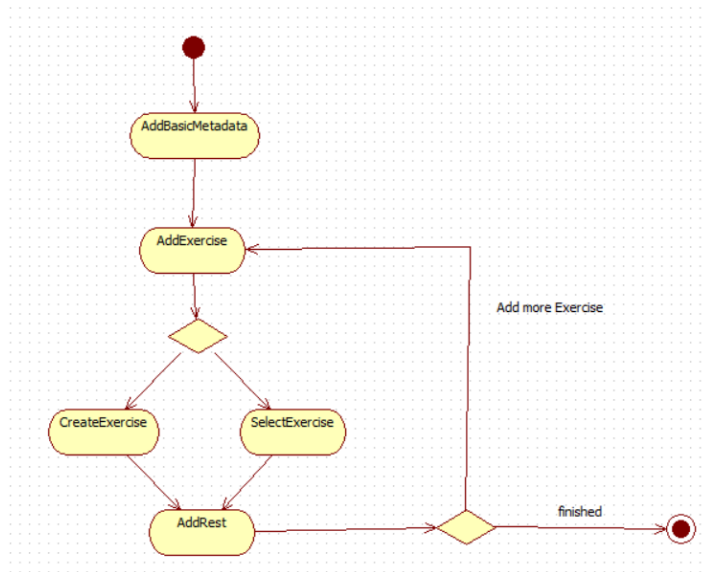 AddBasicMetadata
AddExercise
Add more Exercise
CreateExercise
SelectExercise
AddRest
finished